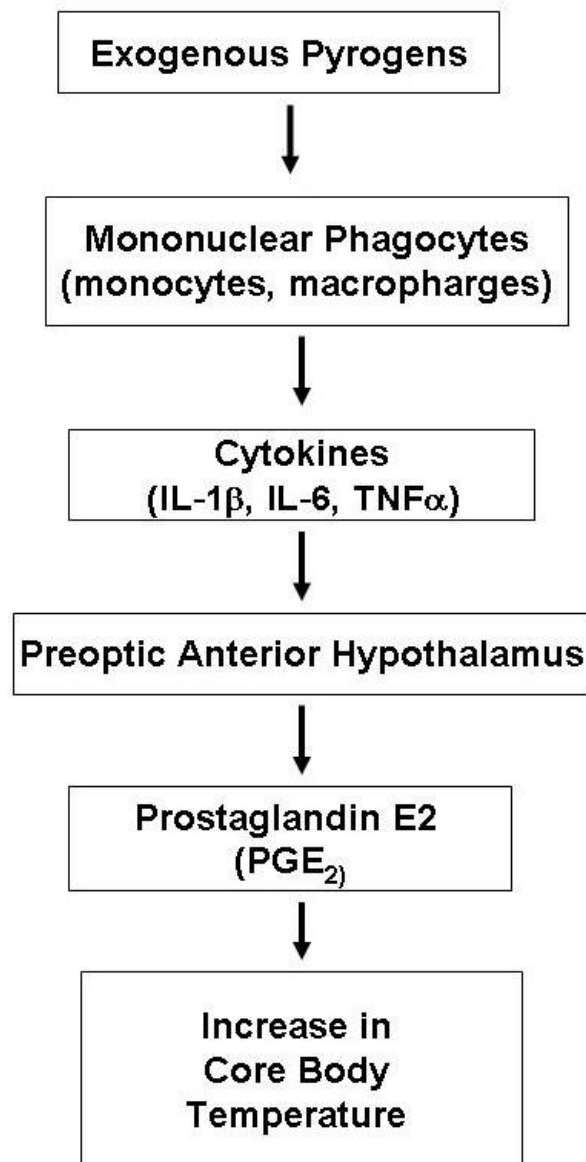 Exogenous Pyrogens
Mononuclear Phagocytes
(monocytes, macropharges)
Cytokines
(IL-1β, IL-6, TNFα)
Preoptic Anterior Hypothalamus
Prostaglandin E2
(PGE₂₎
Increase in
Core Body
Temperature